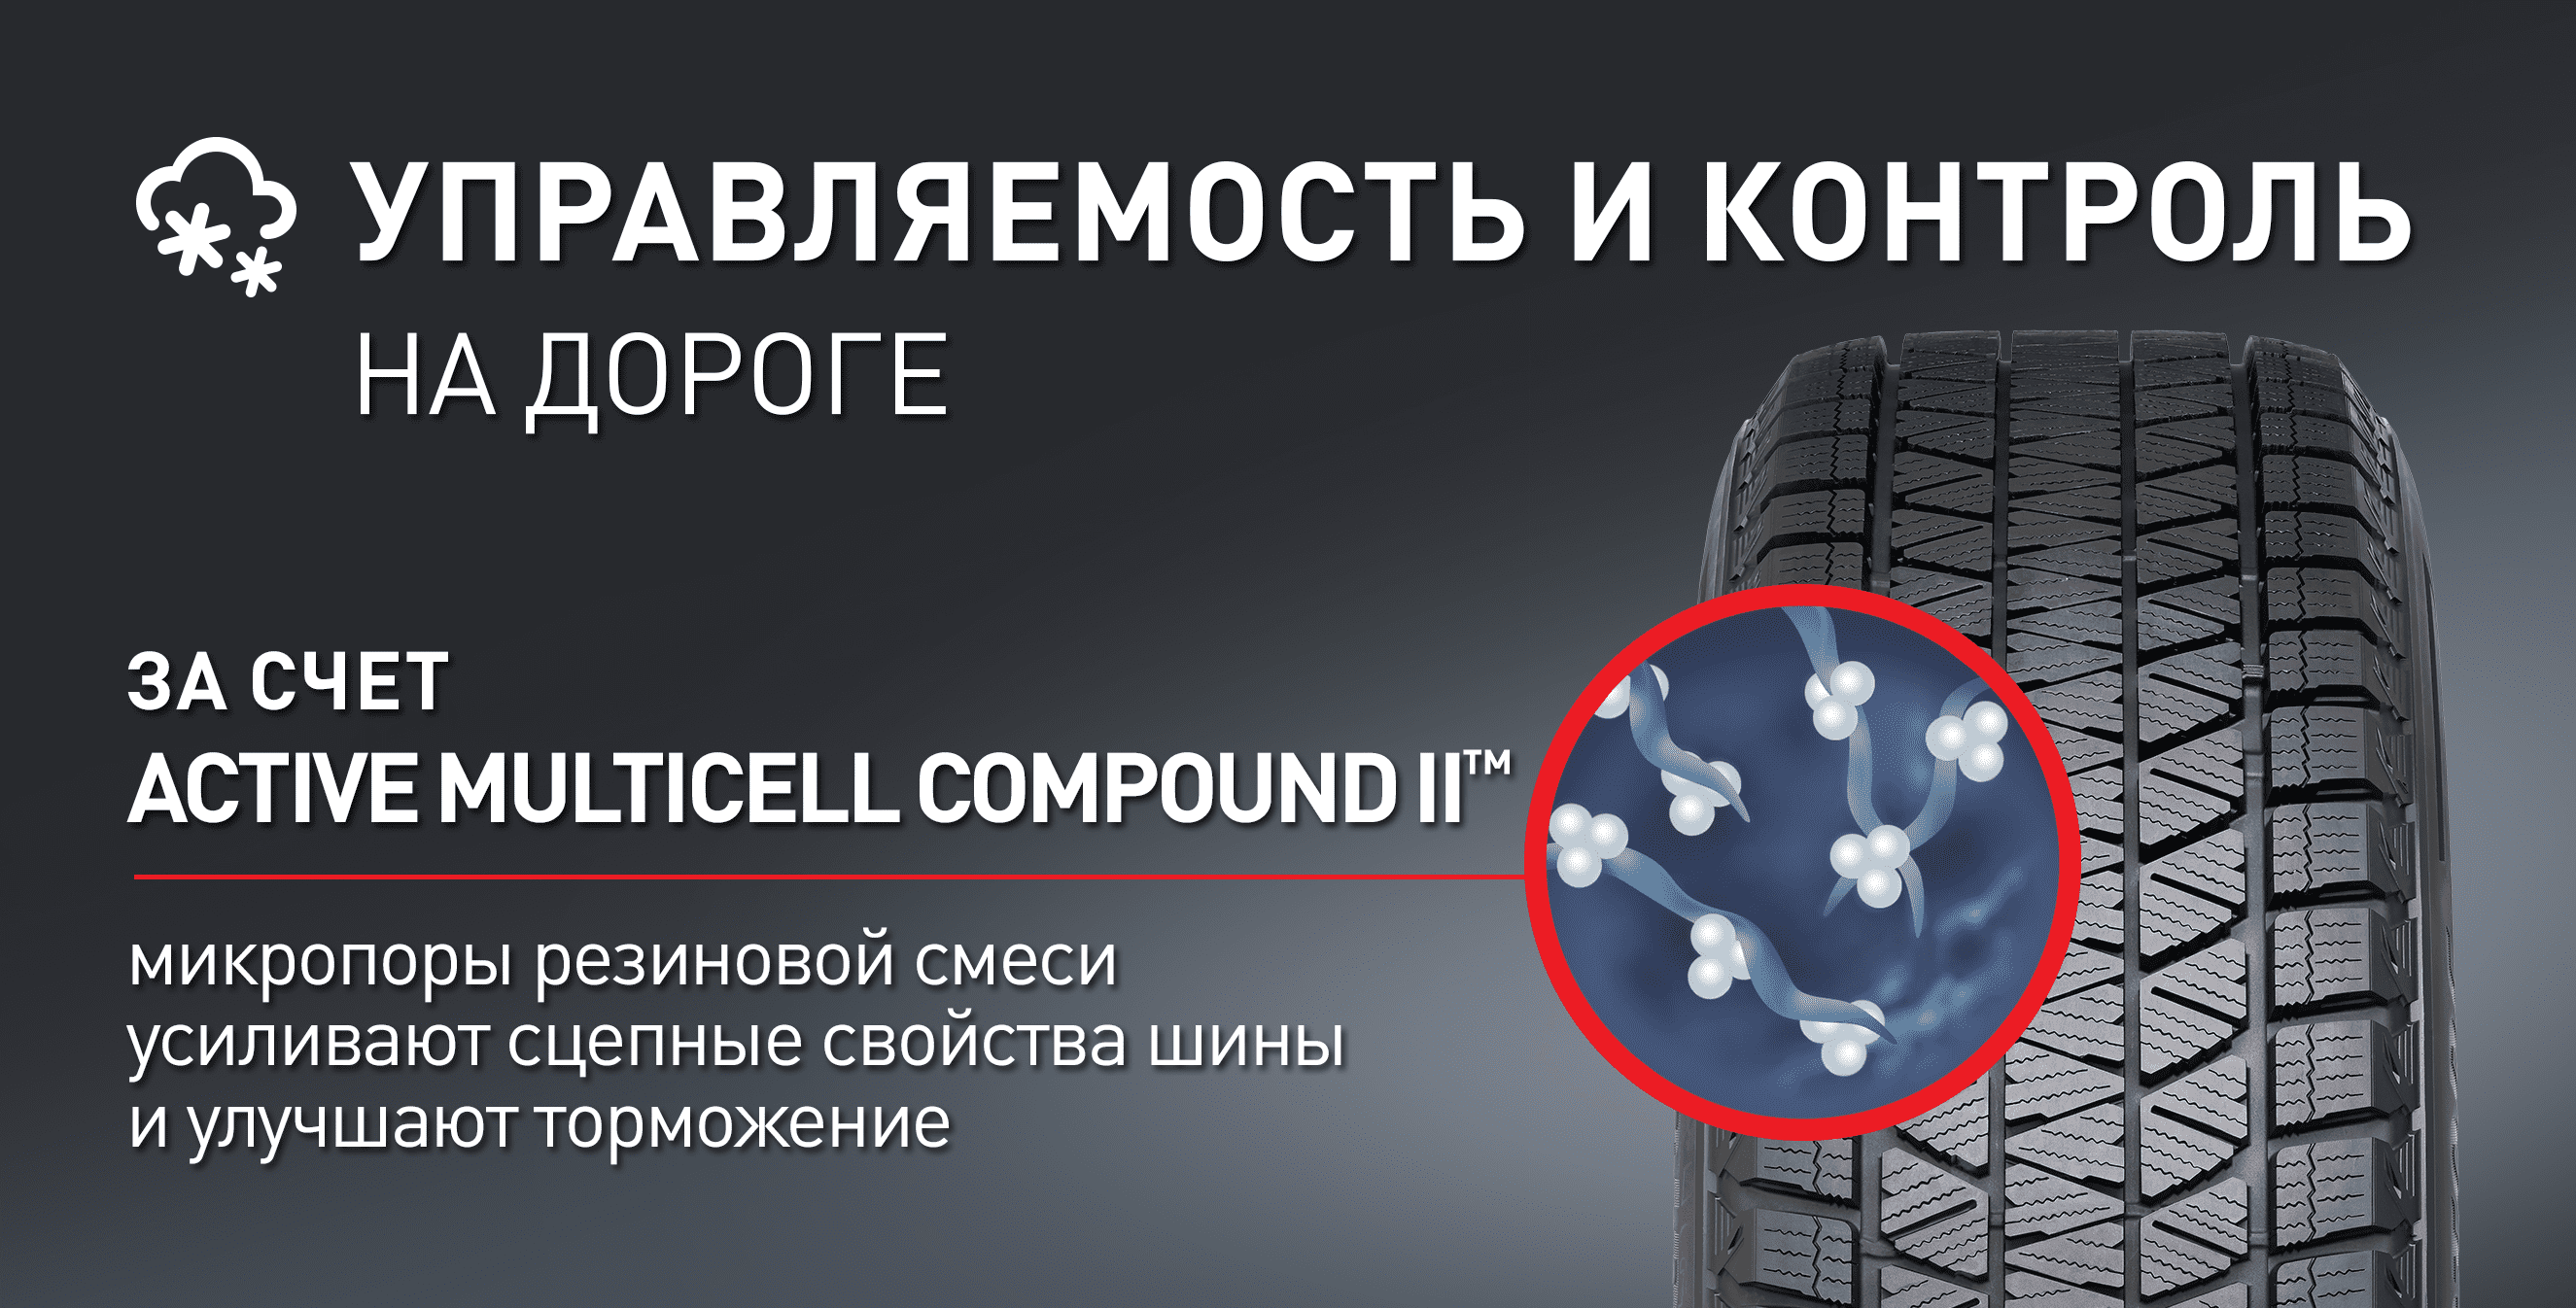 УПРАВЛЯЕМОСТЬ И КОНТРОЛЬ
НА ДОРОГЕ
ЗА СЧЕТ
ACTIVE MULTICELL COMPOUND II™
микропоры резиновой смеси
усиливают сцепные свойства шины
и улучшают торможение